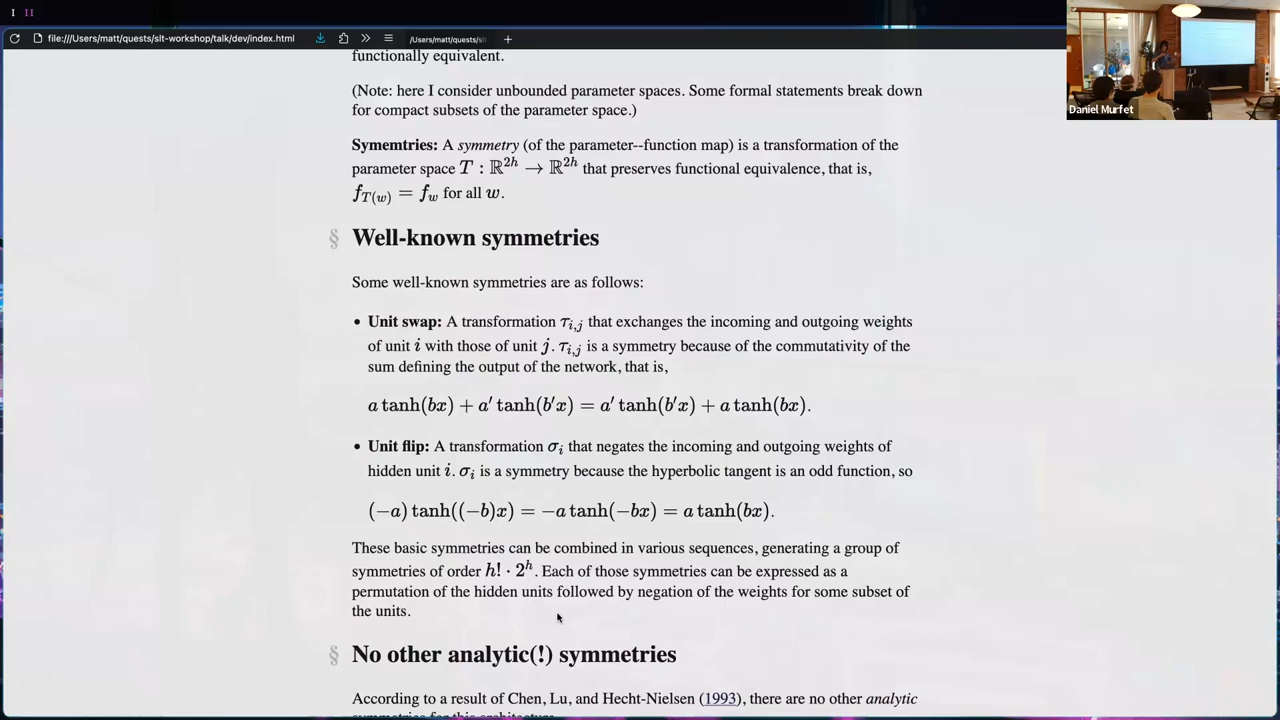 I II
file:///Users/matt/quests/slt-workshop/talk/dev/index.html
/Users/matt/quests/sl
functionally equivalent.
(Note: here I consider unbounded parameter spaces. Some formal statements break down
for compact subsets of the parameter space.)
Symemtries: A symmetry (of the parameter--function map) is a transformation of the
parameter space T : ℝ^{2h} → ℝ^{2h} that preserves functional equivalence, that is,
f_{T(w)} = f_w for all w.
§ Well-known symmetries
Some well-known symmetries are as follows:
• Unit swap: A transformation τ_{i,j} that exchanges the incoming and outgoing weights
of unit i with those of unit j. τ_{i,j} is a symmetry because of the commutativity of the
sum defining the output of the network, that is,
a tanh(bx) + a′ tanh(b′x) = a′ tanh(b′x) + a tanh(bx).
• Unit flip: A transformation σ_i that negates the incoming and outgoing weights of
hidden unit i. σ_i is a symmetry because the hyperbolic tangent is an odd function, so
(−a) tanh((−b)x) = −a tanh(−bx) = a tanh(bx).
These basic symmetries can be combined in various sequences, generating a group of
symmetries of order h! · 2^h. Each of those symmetries can be expressed as a
permutation of the hidden units followed by negation of the weights for some subset of
the units.
§ No other analytic(!) symmetries
According to a result of Chen, Lu, and Hecht-Nielsen (1993), there are no other analytic
symmetries for this architecture.
Daniel Murfet